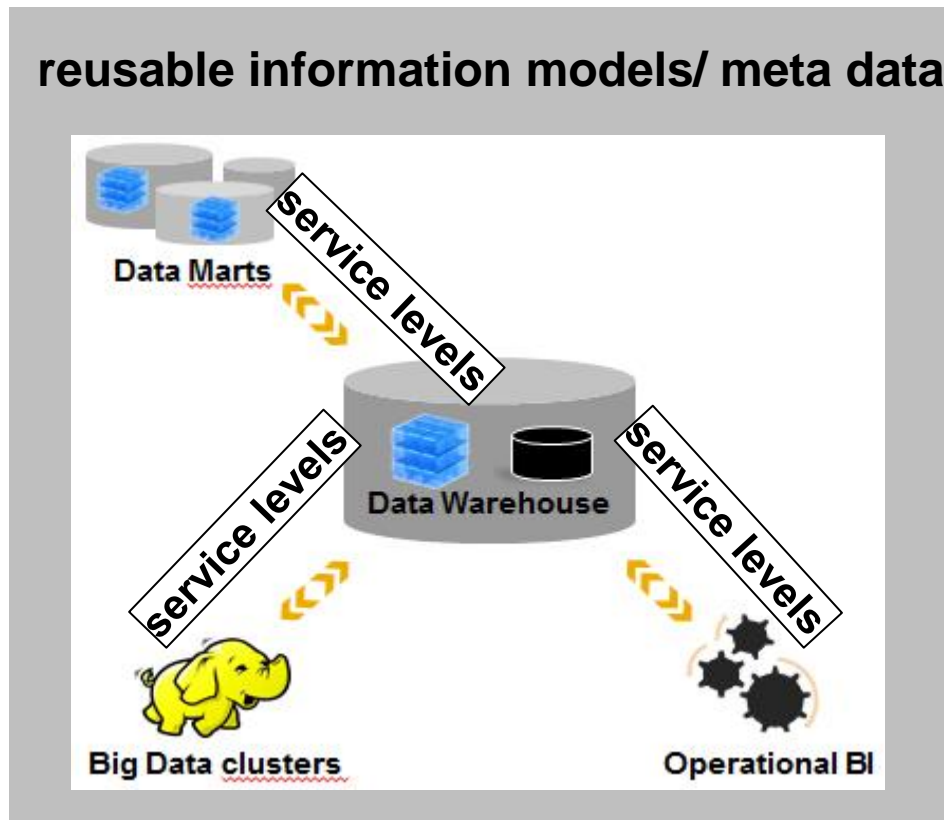 reusable information models/ meta data
service levels
Data Marts
service levels
service levels
Data Warehouse
Big Data clusters
Operational BI